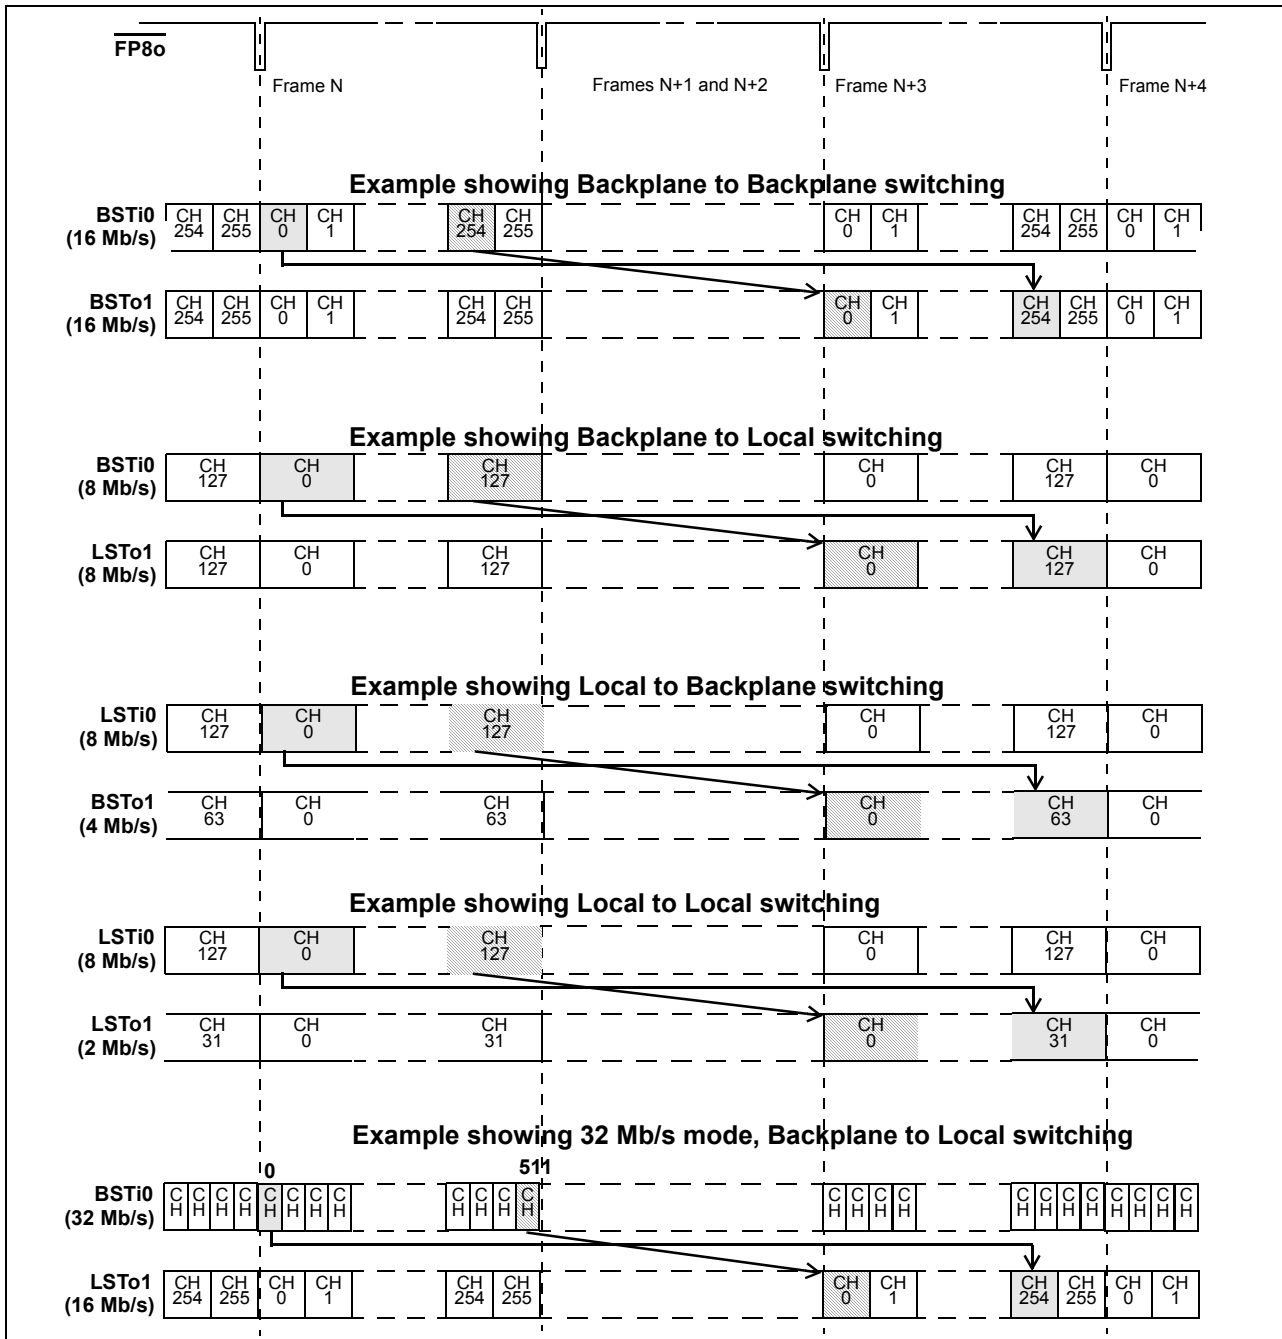 FP8o
Frame N
Frames N+1 and N+2
Frame N+3
Frame N+4
Example showing Backplane to Backplane switching
BSTi0
(16 Mb/s)
CH 254 CH 255 CH 0 CH 1 CH 254 CH 255 CH 0 CH 1 CH 254 CH 255 CH 0 CH 1
BSTo1
(16 Mb/s)
CH 254 CH 255 CH 0 CH 1 CH 254 CH 255 CH 0 CH 1 CH 254 CH 255 CH 0 CH 1
Example showing Backplane to Local switching
BSTi0
(8 Mb/s)
CH 127 CH 0 CH 127 CH 0 CH 127 CH 0
LSTo1
(8 Mb/s)
CH 127 CH 0 CH 127 CH 0 CH 127 CH 0
Example showing Local to Backplane switching
LSTi0
(8 Mb/s)
CH 127 CH 0 CH 127 CH 0 CH 127 CH 0
BSTo1
(4 Mb/s)
CH 63 CH 0 CH 63 CH 0 CH 63 CH 0
Example showing Local to Local switching
LSTi0
(8 Mb/s)
CH 127 CH 0 CH 127 CH 0 CH 127 CH 0
LSTo1
(2 Mb/s)
CH 31 CH 0 CH 31 CH 0 CH 31 CH 0
Example showing 32 Mb/s mode, Backplane to Local switching
0
511
BSTi0
(32 Mb/s)
CH CH CH CH CH CH CH CH CH CH CH CH CH CH CH CH CH CH CH CH CH CH CH CH
LSTo1
(16 Mb/s)
CH 254 CH 255 CH 0 CH 1 CH 254 CH 255 CH 0 CH 1 CH 254 CH 255 CH 0 CH 1